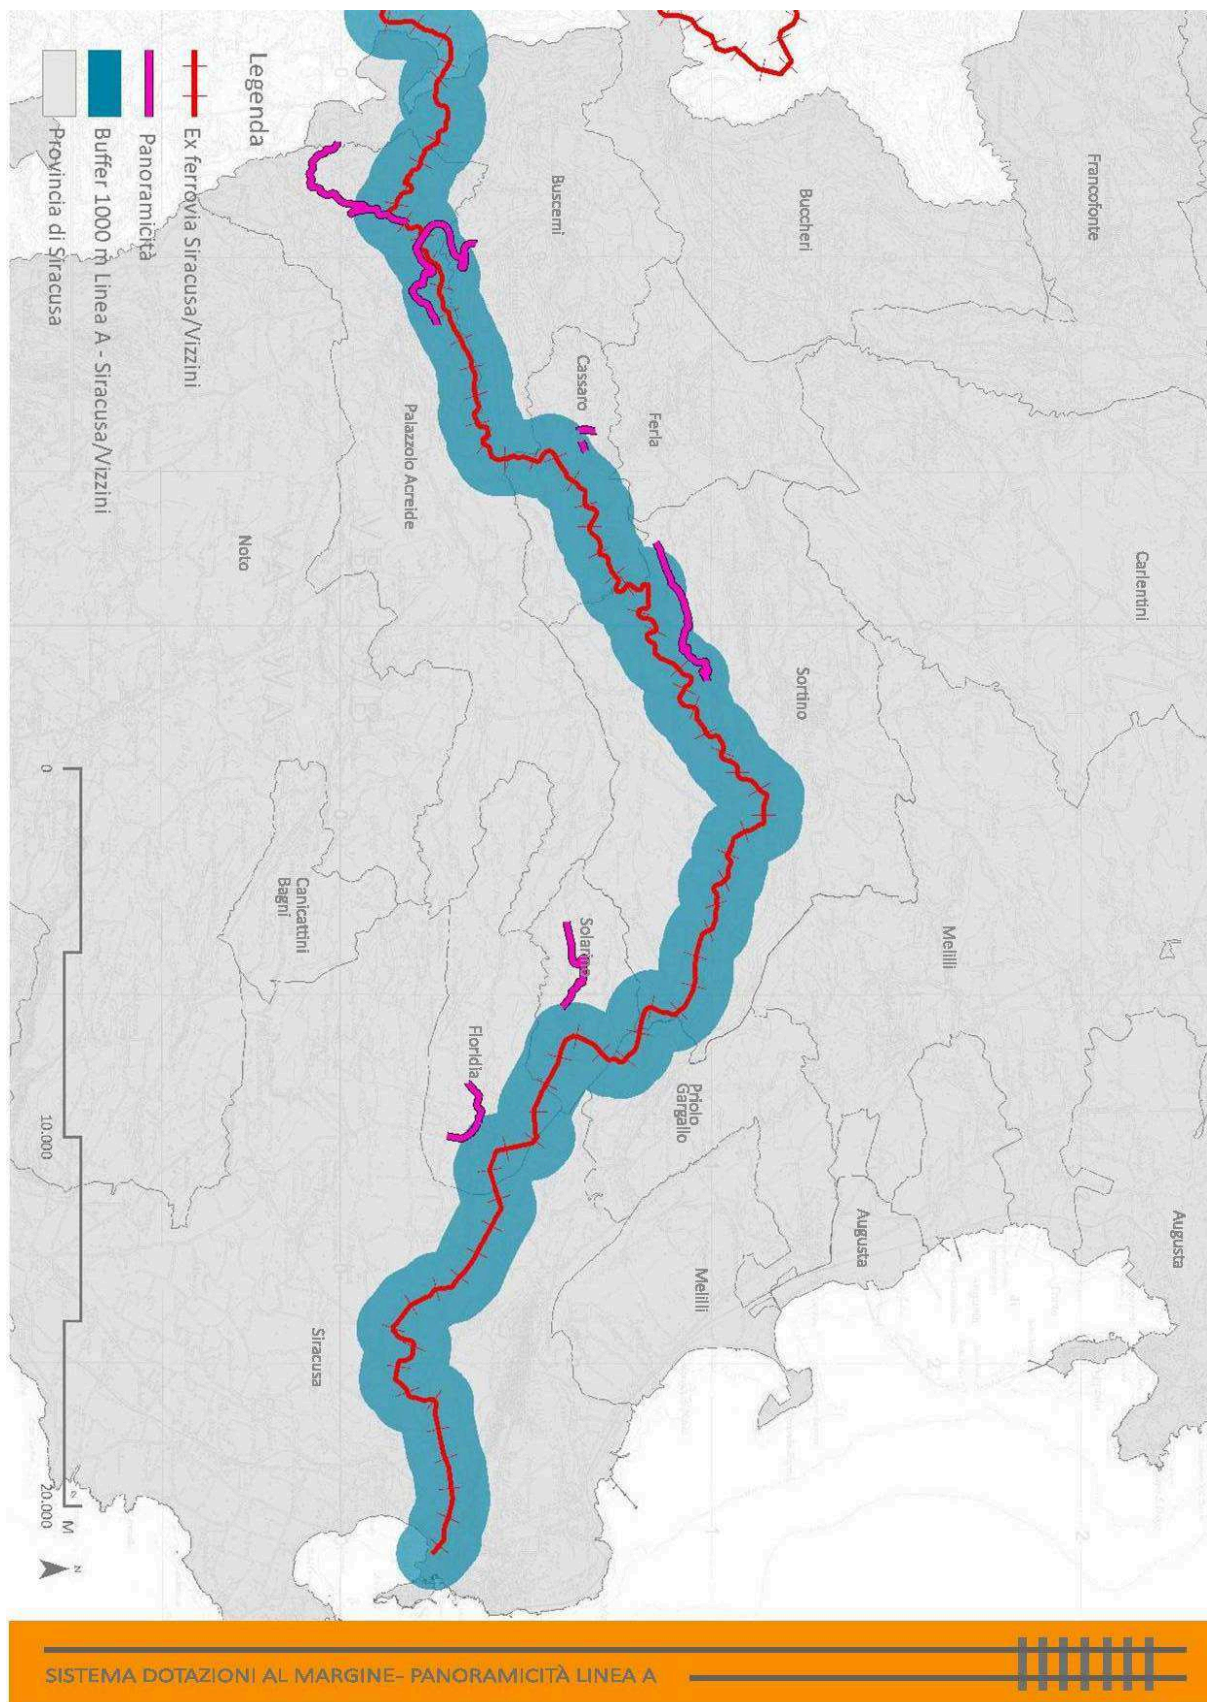 Legenda
Ex ferrovia Siracusa/Vizzini
Panoramicità
Buffer 1000 m Linea A - Siracusa/Vizzini
Provincia di Siracusa
Francofonte
Buccheri
Buscemi
Cassaro
Ferla
Palazzolo Acreide
Noto
Carlentini
Sortino
Melilli
Canicattini
Bagni
Solarino
Floridia
Priolo
Gargallo
Augusta
Augusta
Melilli
Siracusa
0
10.000
20.000
M
N
SISTEMA DOTAZIONI AL MARGINE- PANORAMICITÀ LINEA A